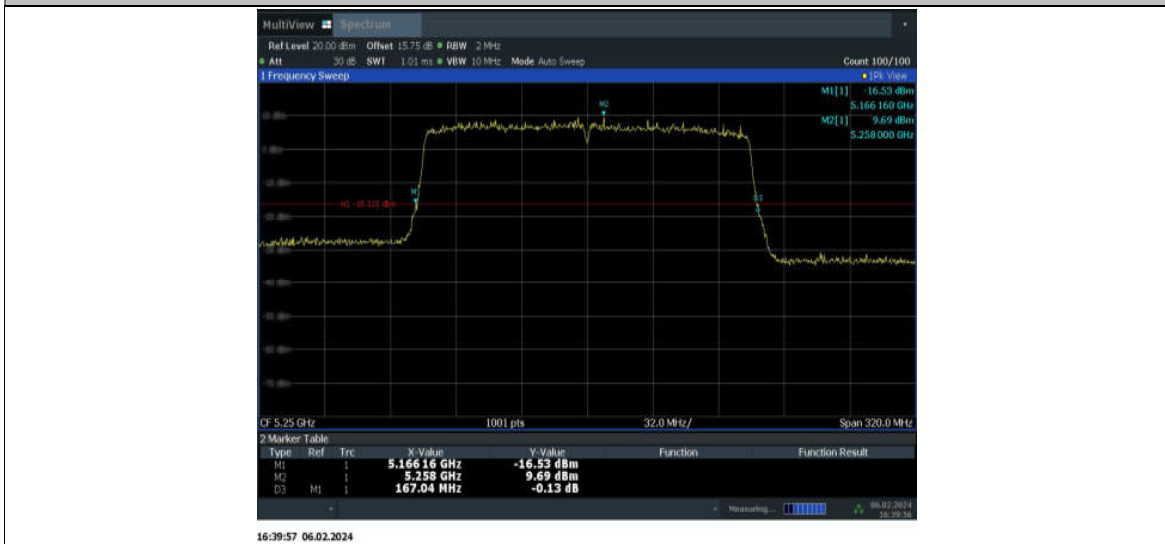 MultiView Spectrum
Ref Level 20.00 dBm Offset 15.75 dB RBW 2 MHz
Att 30 dB SWT 1.01 ms VBW 10 MHz Mode Auto Sweep Count 100/100
1 Frequency Sweep 1Pk View
M1[1] -16.53 dBm
5.166 160 GHz
M2[1] 9.69 dBm
5.258 000 GHz
M2
M1
D3
CF 5.25 GHz 1001 pts 32.0 MHz/ Span 320.0 MHz
2 Marker Table
Type Ref Trc X-Value Y-Value Function Function Result
M1 1 5.166 16 GHz -16.53 dBm
M2 1 5.258 GHz 9.69 dBm
D3 M1 1 167.04 MHz -0.13 dB
Measuring... 06.02.2024
16:39:56
16:39:57 06.02.2024